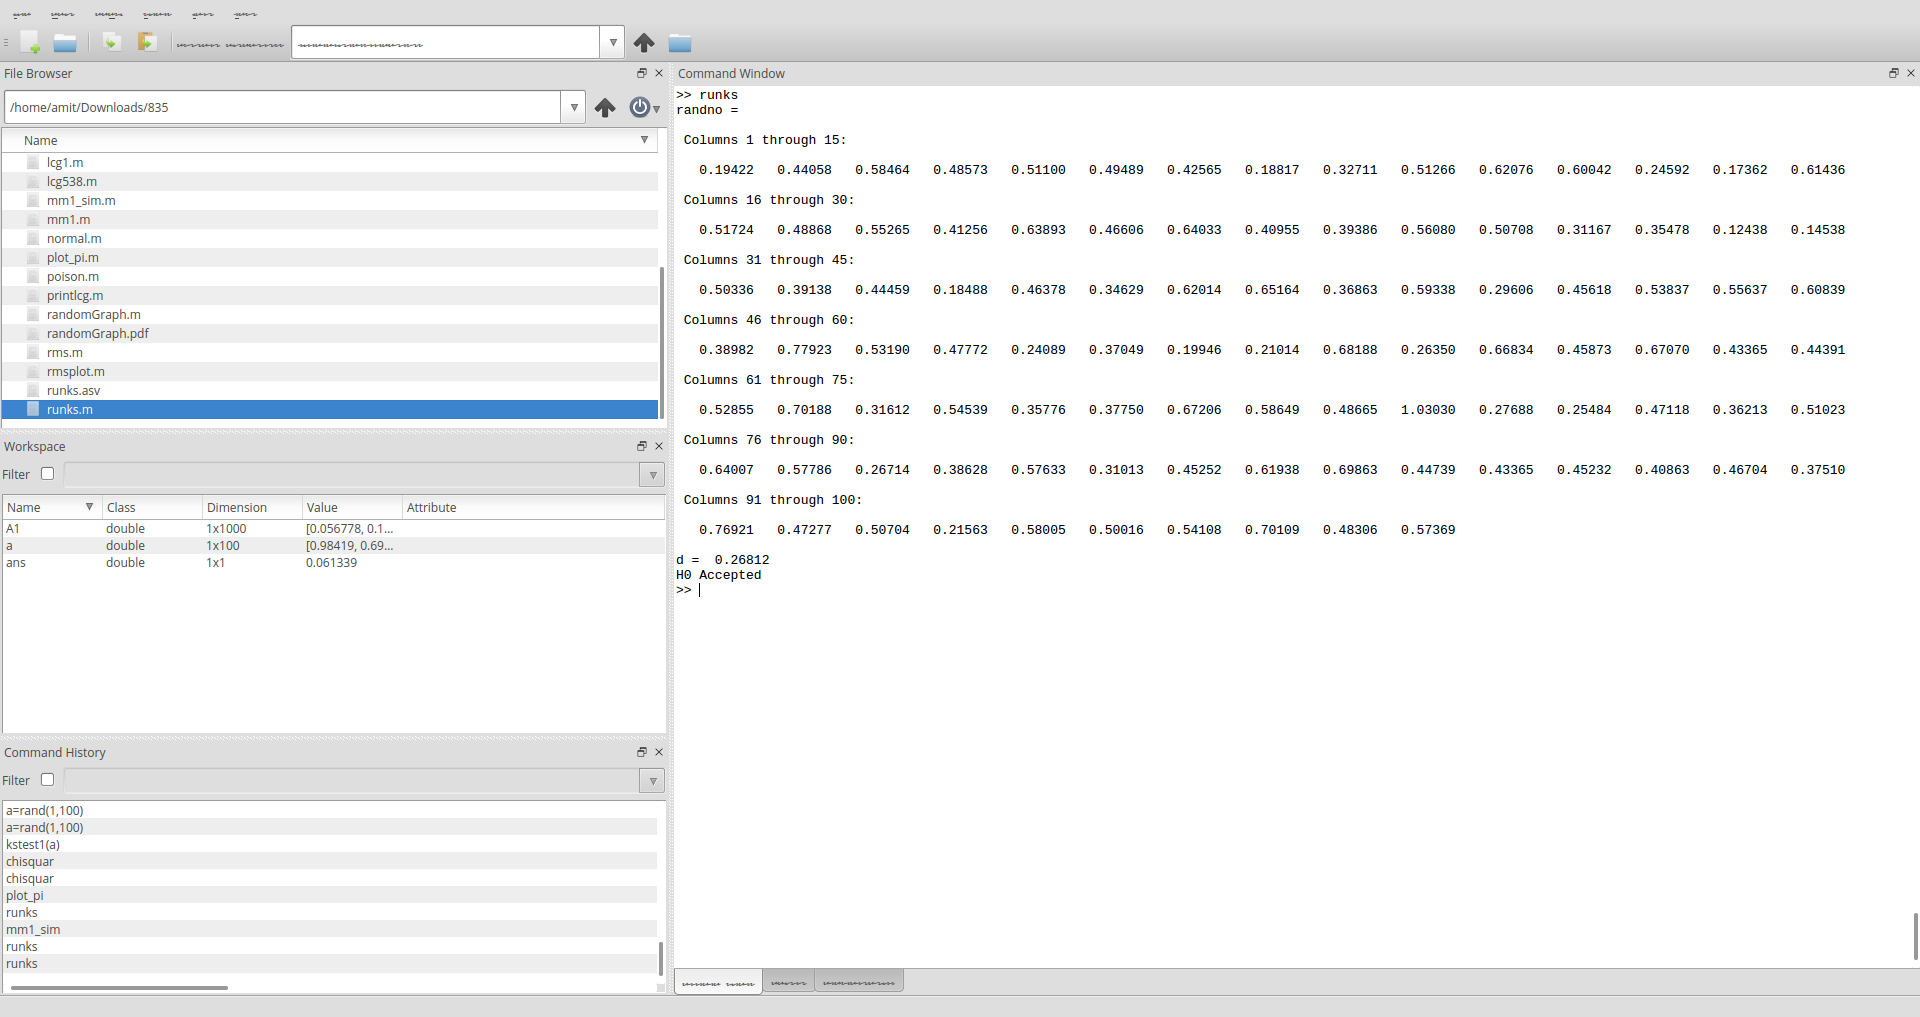 File Browser
/home/amit/Downloads/835
Name
lcg1.m
lcg538.m
mm1_sim.m
mm1.m
normal.m
plot_pi.m
poison.m
printlcg.m
randomGraph.m
randomGraph.pdf
rms.m
rmsplot.m
runks.asv
runks.m
Workspace
Filter
Name Class Dimension Value Attribute
A1 double 1x1000 [0.056778, 0.1...
a double 1x100 [0.98419, 0.69...
ans double 1x1 0.061339
Command History
Filter
a=rand(1,100)
a=rand(1,100)
kstest1(a)
chisquar
chisquar
plot_pi
runks
mm1_sim
runks
runks
Command Window
>> runks
randno =
Columns 1 through 15:
0.19422 0.44058 0.58464 0.48573 0.51100 0.49489 0.42565 0.18817 0.32711 0.51266 0.62076 0.60042 0.24592 0.17362 0.61436
Columns 16 through 30:
0.51724 0.48868 0.55265 0.41256 0.63893 0.46606 0.64033 0.40955 0.39386 0.56080 0.50708 0.31167 0.35478 0.12438 0.14538
Columns 31 through 45:
0.50336 0.39138 0.44459 0.18488 0.46378 0.34629 0.62014 0.65164 0.36863 0.59338 0.29606 0.45618 0.53837 0.55637 0.60839
Columns 46 through 60:
0.38982 0.77923 0.53190 0.47772 0.24089 0.37049 0.19946 0.21014 0.68188 0.26350 0.66834 0.45873 0.67070 0.43365 0.44391
Columns 61 through 75:
0.52855 0.70188 0.31612 0.54539 0.35776 0.37750 0.67206 0.58649 0.48665 1.03030 0.27688 0.25484 0.47118 0.36213 0.51023
Columns 76 through 90:
0.64007 0.57786 0.26714 0.38628 0.57633 0.31013 0.45252 0.61938 0.69863 0.44739 0.43365 0.45232 0.40863 0.46704 0.37510
Columns 91 through 100:
0.76921 0.47277 0.50704 0.21563 0.58005 0.50016 0.54108 0.70109 0.48306 0.57369
d = 0.26812
H0 Accepted
>>